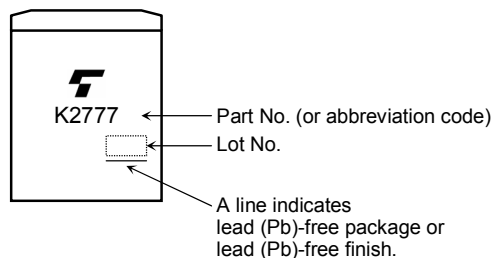 K2777
Part No. (or abbreviation code)
Lot No.
A line indicates
lead (Pb)-free package or
lead (Pb)-free finish.